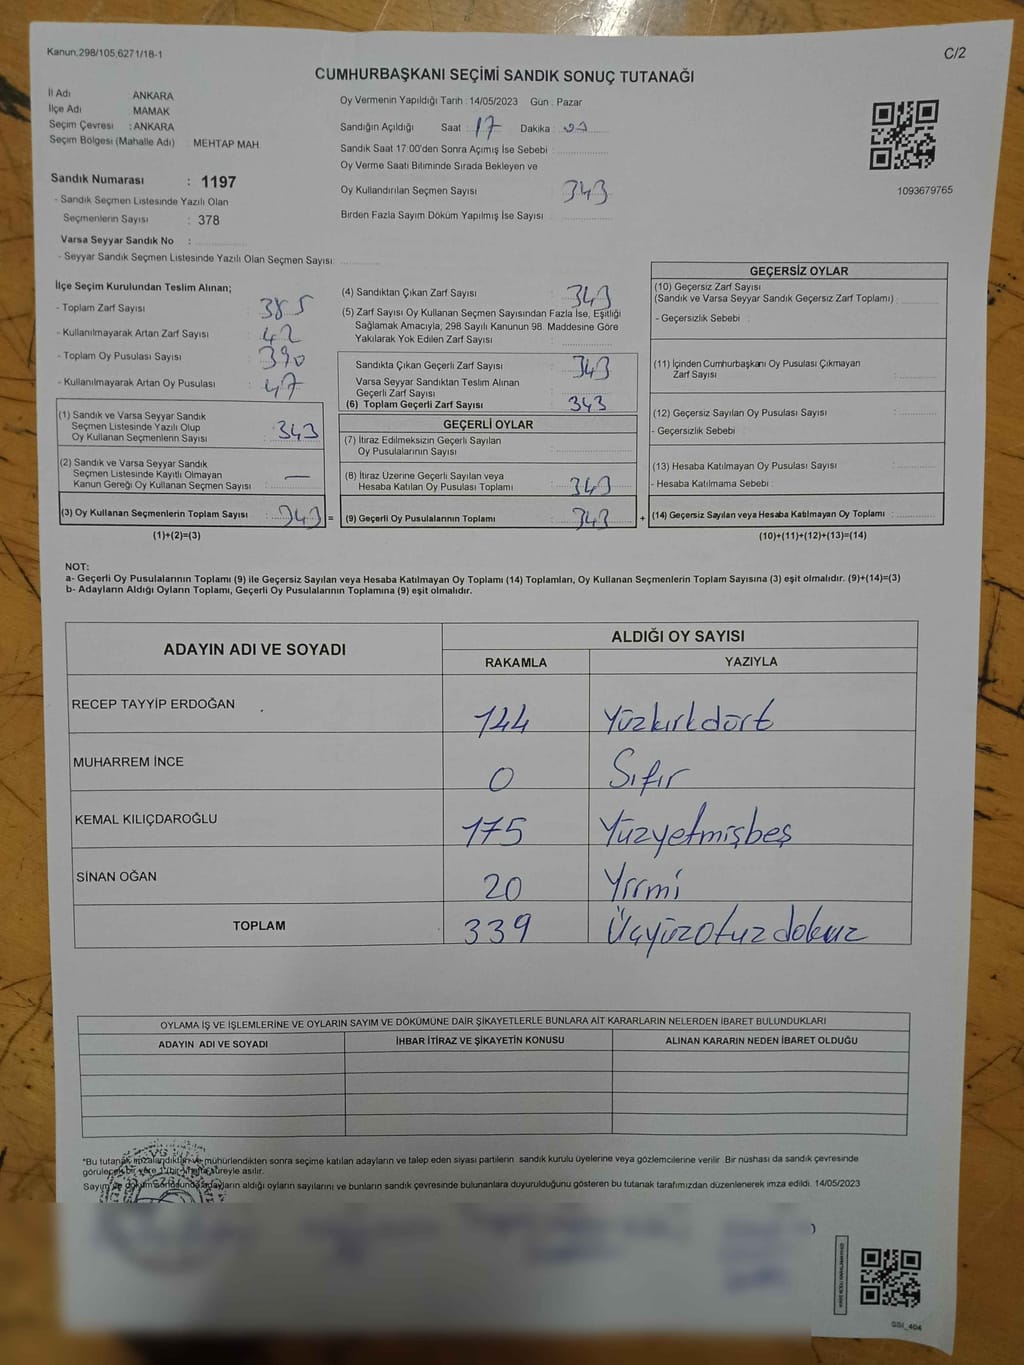 Kanun.298/105,6271/18-1
C/2
CUMHURBAŞKANI SEÇİMİ SANDIK SONUÇ TUTANAĞI
İl Adı ANKARA
İlçe Adı MAMAK
Seçim Çevresi : ANKARA
Seçim Bölgesi (Mahalle Adı) : MEHTAP MAH.
Oy Vermenin Yapıldığı Tarih : 14/05/2023 Gün : Pazar
Sandığın Açıldığı Saat : 17 Dakika :
Sandık Saat 17:00'den Sonra Açımış İse Sebebi :
Oy Verme Saati Bitiminde Sırada Bekleyen ve
Oy Kullandırılan Seçmen Sayısı 343
Birden Fazla Sayım Döküm Yapılmış İse Sayısı :
1093679765
Sandık Numarası : 1197
- Sandık Seçmen Listesinde Yazılı Olan
Seçmenlerin Sayısı : 378
Varsa Seyyar Sandık No :
- Seyyar Sandık Seçmen Listesinde Yazılı Olan Seçmen Sayısı:
İlçe Seçim Kurulundan Teslim Alınan;
- Toplam Zarf Sayısı : 385
- Kullanılmayarak Artan Zarf Sayısı : 42
- Toplam Oy Pusulası Sayısı : 390
- Kullanılmayarak Artan Oy Pusulası : 47
(1) Sandık ve Varsa Seyyar Sandık
Seçmen Listesinde Yazılı Olup
Oy Kullanan Seçmenlerin Sayısı : 343
(2) Sandık ve Varsa Seyyar Sandık
Seçmen Listesinde Kayıtlı Olmayan
Kanun Gereği Oy Kullanan Seçmen Sayısı : —
(3) Oy Kullanan Seçmenlerin Toplam Sayısı : 343 =
(1)+(2)=(3)
(4) Sandıktan Çıkan Zarf Sayısı : 343
(5) Zarf Sayısı Oy Kullanan Seçmen Sayısından Fazla İse, Eşitliği
Sağlamak Amacıyla; 298 Sayılı Kanunun 98. Maddesine Göre
Yakılarak Yok Edilen Zarf Sayısı :
Sandıkta Çıkan Geçerli Zarf Sayısı : 343
Varsa Seyyar Sandıktan Teslim Alınan
Geçerli Zarf Sayısı :
(6) Toplam Geçerli Zarf Sayısı : 343
GEÇERLİ OYLAR
(7) İtiraz Edilmeksizin Geçerli Sayılan
Oy Pusulalarının Sayısı :
(8) İtiraz Üzerine Geçerli Sayılan veya
Hesaba Katılan Oy Pusulası Toplamı : 343
(9) Geçerli Oy Pusulalarının Toplamı : 343 +
GEÇERSİZ OYLAR
(10) Geçersiz Zarf Sayısı
(Sandık ve Varsa Seyyar Sandık Geçersiz Zarf Toplamı) :
- Geçersizlik Sebebi :
(11) İçinden Cumhurbaşkanı Oy Pusulası Çıkmayan
Zarf Sayısı :
(12) Geçersiz Sayılan Oy Pusulası Sayısı :
- Geçersizlik Sebebi :
(13) Hesaba Katılmayan Oy Pusulası Sayısı :
- Hesaba Katılmama Sebebi :
(14) Geçersiz Sayılan veya Hesaba Katılmayan Oy Toplamı :
(10)+(11)+(12)+(13)=(14)
NOT:
a- Geçerli Oy Pusulalarının Toplamı (9) ile Geçersiz Sayılan veya Hesaba Katılmayan Oy Toplamı (14) Toplamları, Oy Kullanan Seçmenlerin Toplam Sayısına (3) eşit olmalıdır. (9)+(14)=(3)
b- Adayların Aldığı Oyların Toplamı, Geçerli Oy Pusulalarının Toplamına (9) eşit olmalıdır.
ADAYIN ADI VE SOYADI
ALDIĞI OY SAYISI
RAKAMLA YAZIYLA
RECEP TAYYİP ERDOĞAN 144 Yüzkırkdört
MUHARREM İNCE 0 Sıfır
KEMAL KILIÇDAROĞLU 175 Yüzyetmişbeş
SİNAN OĞAN 20 Yirmi
TOPLAM 339 Üçyüzotuzdokuz
OYLAMA İŞ VE İŞLEMLERİNE VE OYLARIN SAYIM VE DÖKÜMÜNE DAİR ŞİKAYETLERLE BUNLARA AİT KARARLARIN NELERDEN İBARET BULUNDUKLARI
ADAYIN ADI VE SOYADI İHBAR İTİRAZ VE ŞİKAYETİN KONUSU ALINAN KARARIN NEDEN İBARET OLDUĞU
*Bu tutanak imzalandıktan ve mühürlendikten sonra seçime katılan adayların ve talep eden siyasi partilerin sandık kurulu üyelerine veya gözlemcilerine verilir. Bir nüshası da sandık çevresinde
görülecek bir yere 1 (bir) hafta süreyle asılır.
Sayım ve döküm sonunda adayların aldığı oyların sayılarını ve bunların sandık çevresinde bulunanlara duyurulduğunu gösteren bu tutanak tarafımızdan düzenlenerek imza edildi. 14/05/2023
GSI_404